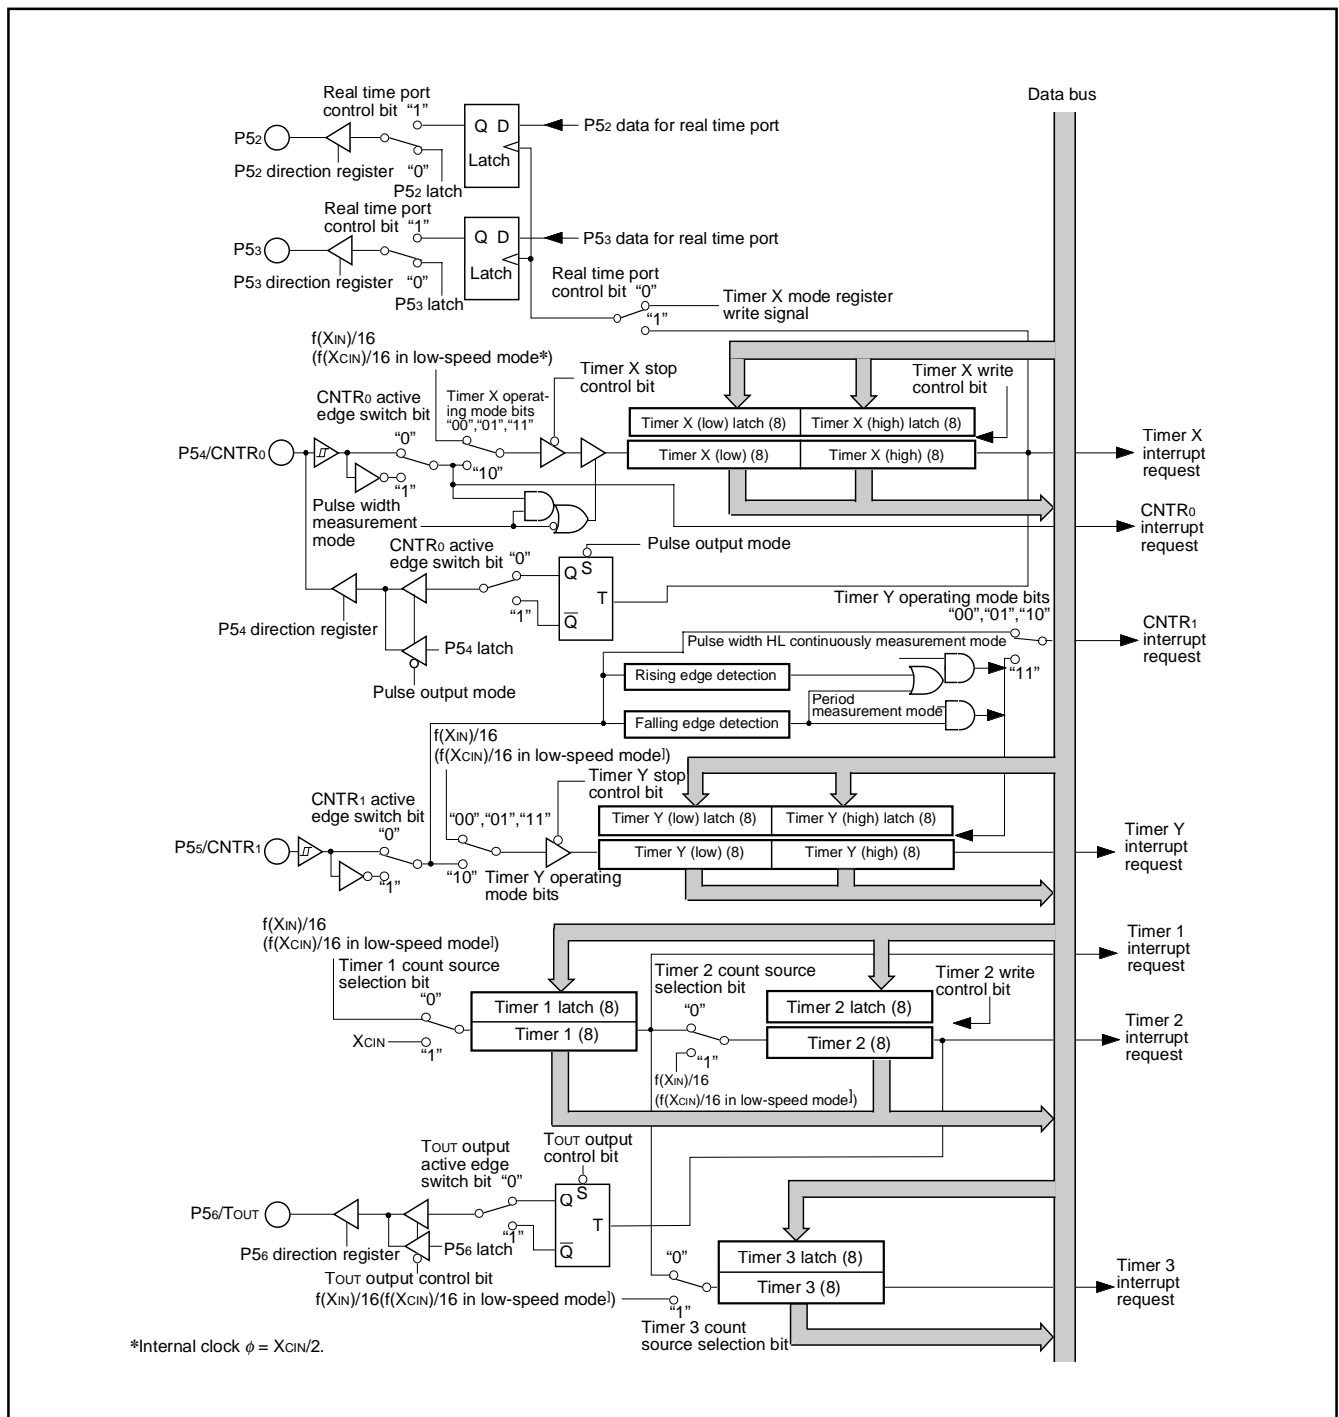 Data bus
Real time port
control bit “1”
P52
Q D
Latch
P52 data for real time port
P52 direction register “0”
P52 latch
Real time port
control bit “1”
P53
Q D
Latch
P53 data for real time port
P53 direction register “0”
P53 latch
Real time port
control bit “0”
“1”
Timer X mode register
write signal
f(XIN)/16
(f(XCIN)/16 in low-speed mode*)
Timer X stop
control bit
Timer X write
control bit
CNTR0 active
edge switch bit
Timer X operat-
ing mode bits
“00”,“01”,“11”
Timer X (low) latch (8)
Timer X (high) latch (8)
P54/CNTR0
“0”
“10”
“1”
Timer X (low) (8)
Timer X (high) (8)
Timer X
interrupt
request
Pulse width
measurement
mode
CNTR0
interrupt
request
CNTR0 active
edge switch bit “0”
Pulse output mode
Q S
T
Q
“1”
P54 direction register
P54 latch
Pulse output mode
Timer Y operating mode bits
“00”,“01”,“10”
CNTR1
interrupt
request
Pulse width HL continuously measurement mode
“11”
Rising edge detection
Period
measurement mode
Falling edge detection
f(XIN)/16
(f(XCIN)/16 in low-speed mode])
Timer Y stop
control bit
CNTR1 active
edge switch bit
“0”
“00”,“01”,“11”
Timer Y (low) latch (8)
Timer Y (high) latch (8)
P55/CNTR1
“1”
“10”
Timer Y operating
mode bits
Timer Y (low) (8)
Timer Y (high) (8)
Timer Y
interrupt
request
f(XIN)/16
(f(XCIN)/16 in low-speed mode])
Timer 1
interrupt
request
Timer 1 count source
selection bit
“0”
XCIN
“1”
Timer 1 latch (8)
Timer 1 (8)
Timer 2 count source
selection bit
“0”
“1”
f(XIN)/16
(f(XCIN)/16 in low-speed mode])
Timer 2 write
control bit
Timer 2 latch (8)
Timer 2 (8)
Timer 2
interrupt
request
TOUT output
active edge
switch bit “0”
TOUT output
control bit
Q S
T
Q
“1”
P56/TOUT
P56 direction register
P56 latch
TOUT output control bit
f(XIN)/16(f(XCIN)/16 in low-speed mode])
“0”
“1”
Timer 3 count
source selection bit
Timer 3 latch (8)
Timer 3 (8)
Timer 3
interrupt
request
*Internal clock ϕ = XCIN/2.